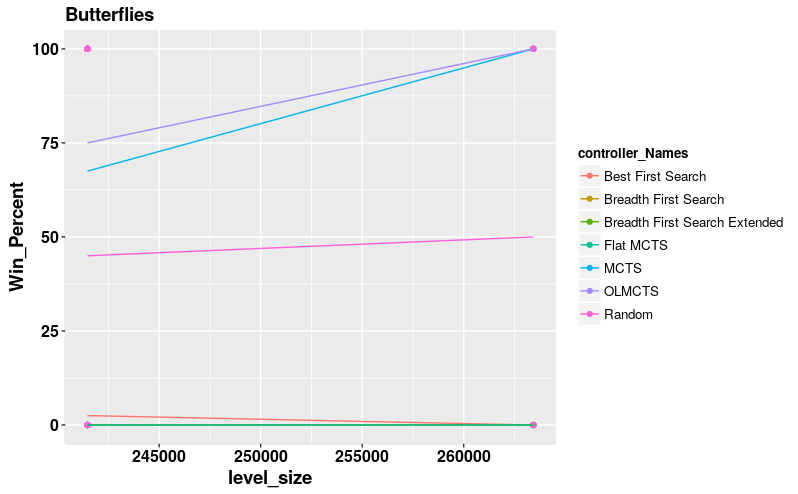 Butterflies
100
75
50
25
0
Win_Percent
245000 250000 255000 260000
level_size
controller_Names
Best First Search
Breadth First Search
Breadth First Search Extended
Flat MCTS
MCTS
OLMCTS
Random